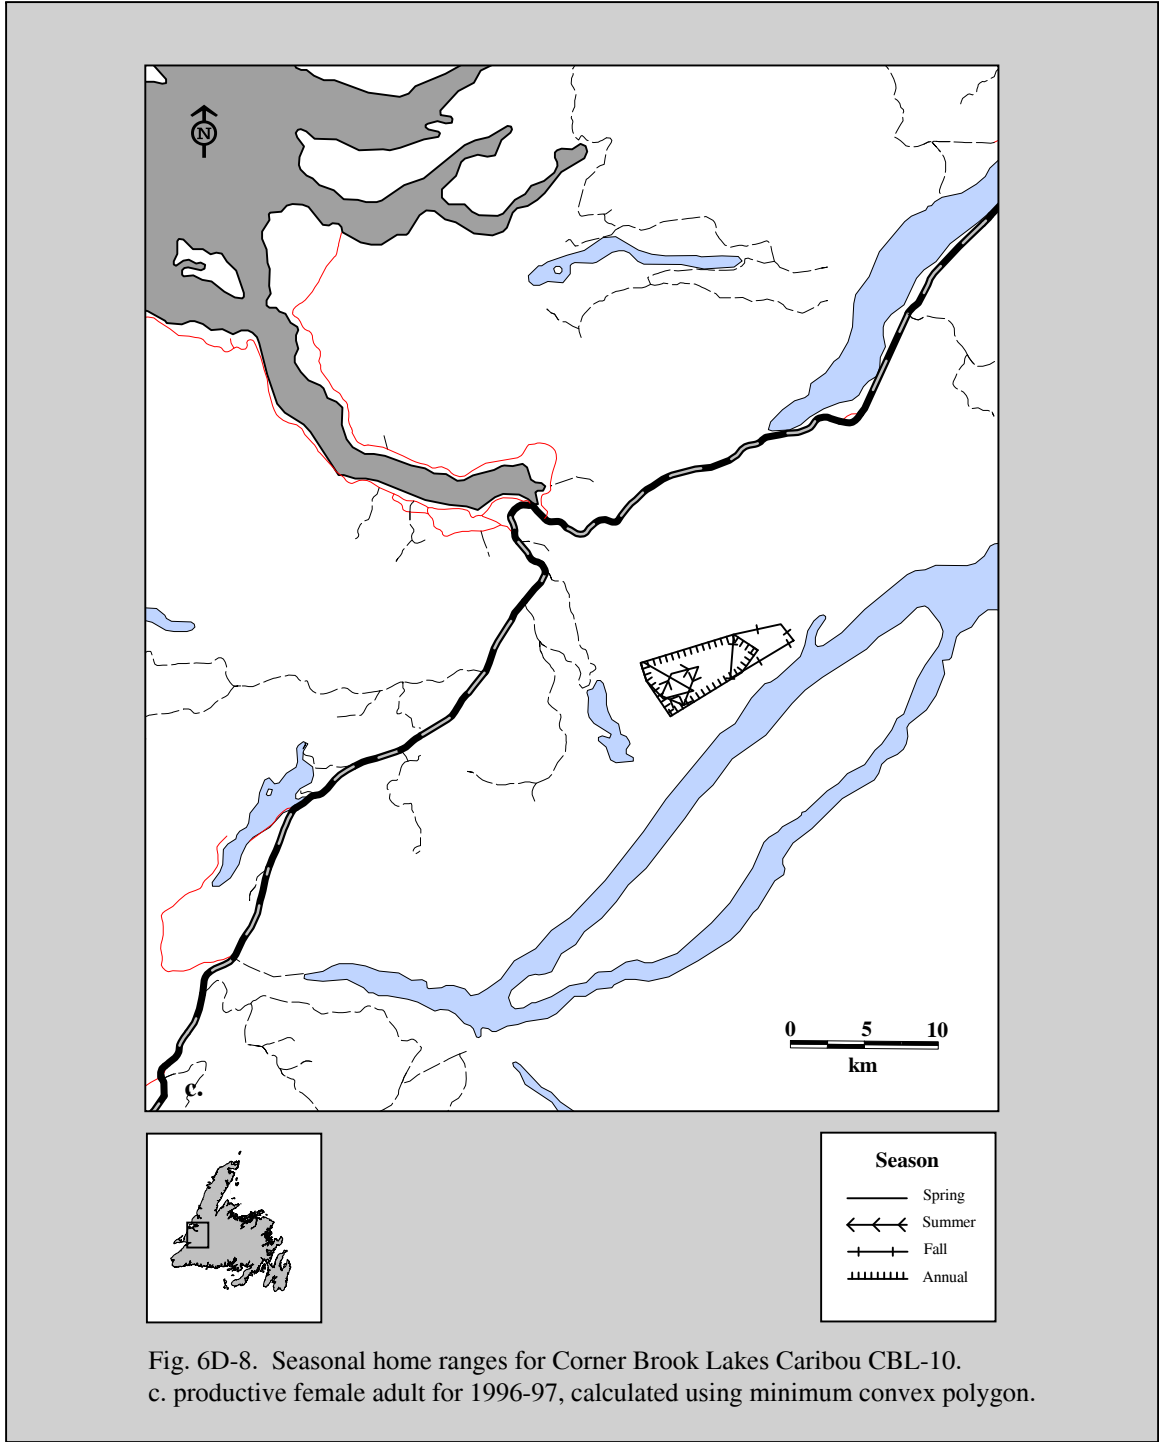 N
0 5 10
km
c.
Season
Spring
Summer
Fall
Annual
Fig. 6D-8. Seasonal home ranges for Corner Brook Lakes Caribou CBL-10.
c. productive female adult for 1996-97, calculated using minimum convex polygon.